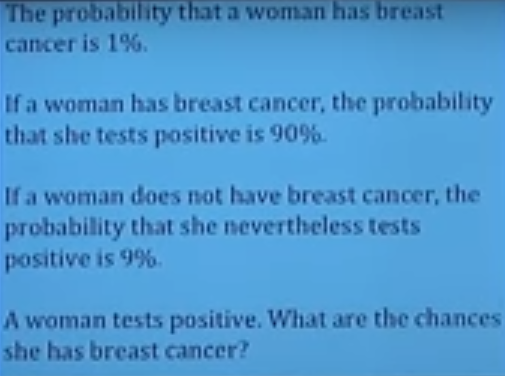 The probability that a woman has breast
cancer is 1%.
If a woman has breast cancer, the probability
that she tests positive is 90%.
If a woman does not have breast cancer, the
probability that she nevertheless tests
positive is 9%.
A woman tests positive. What are the chances
she has breast cancer?